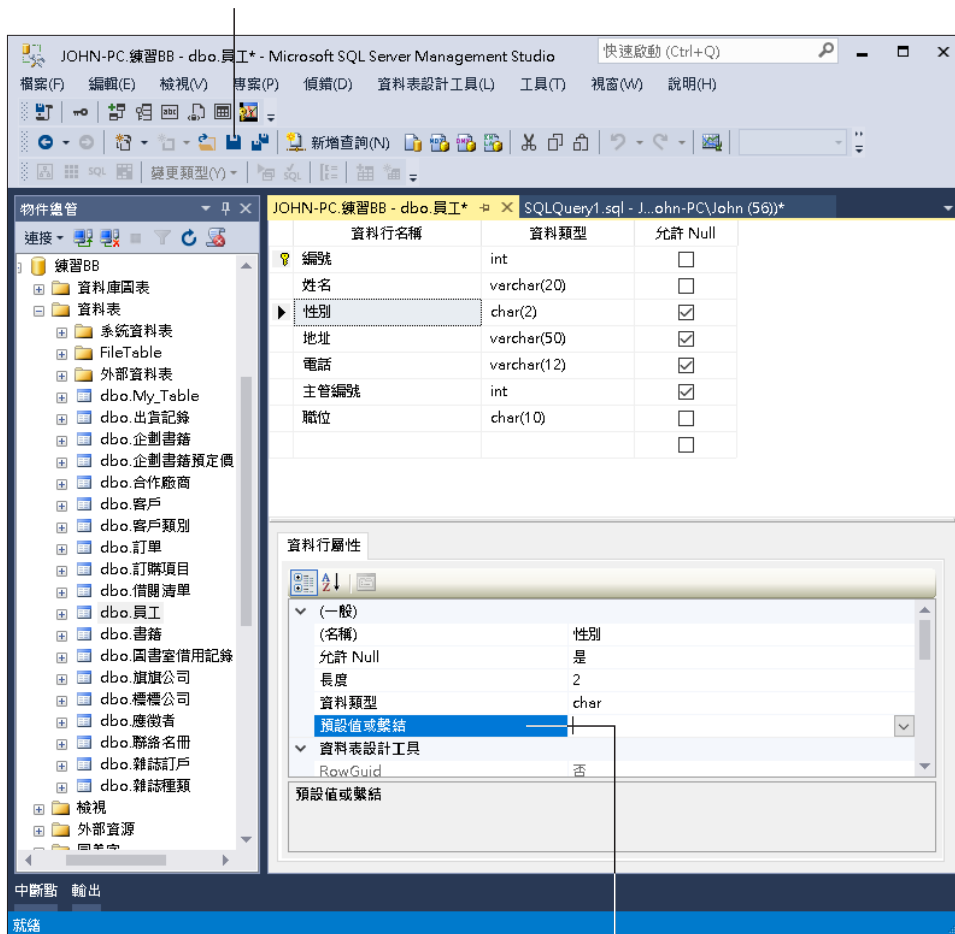 JOHN-PC.練習BB - dbo.員工* - Microsoft SQL Server Management Studio
快速啟動 (Ctrl+Q)
檔案(F) 編輯(E) 檢視(V) 專案(P) 偵錯(D) 資料表設計工具(L) 工具(T) 視窗(W) 說明(H)
新增查詢(N)
SQL 變更類型(Y)
物件總管
連接
練習BB
資料庫圖表
資料表
系統資料表
FileTable
外部資料表
dbo.My_Table
dbo.出貨記錄
dbo.企劃書籍
dbo.企劃書籍預定價
dbo.合作廠商
dbo.客戶
dbo.客戶類別
dbo.訂單
dbo.訂購項目
dbo.借閱清單
dbo.員工
dbo.書籍
dbo.圖書室借用記錄
dbo.旗旗公司
dbo.標標公司
dbo.應徵者
dbo.聯絡名冊
dbo.雜誌訂戶
dbo.雜誌種類
檢視
外部資源
JOHN-PC.練習BB - dbo.員工* SQLQuery1.sql - J...ohn-PC\John (56))*
資料行名稱 資料類型 允許 Null
編號 int
姓名 varchar(20)
性別 char(2)
地址 varchar(50)
電話 varchar(12)
主管編號 int
職位 char(10)
資料行屬性
(一般)
(名稱) 性別
允許 Null 是
長度 2
資料類型 char
預設值或繫結
資料表設計工具
RowGuid 否
預設值或繫結
中斷點 輸出
就緒